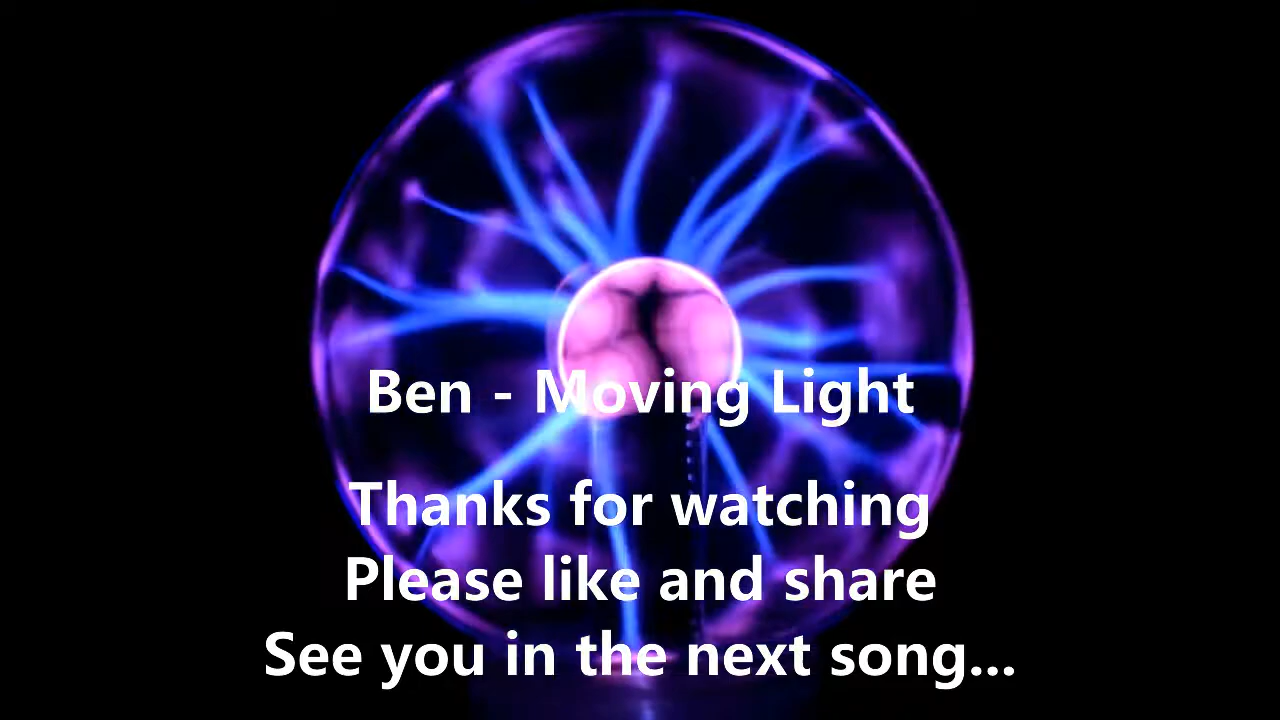 Ben - Moving Light
Thanks for watching
Please like and share
See you in the next song...